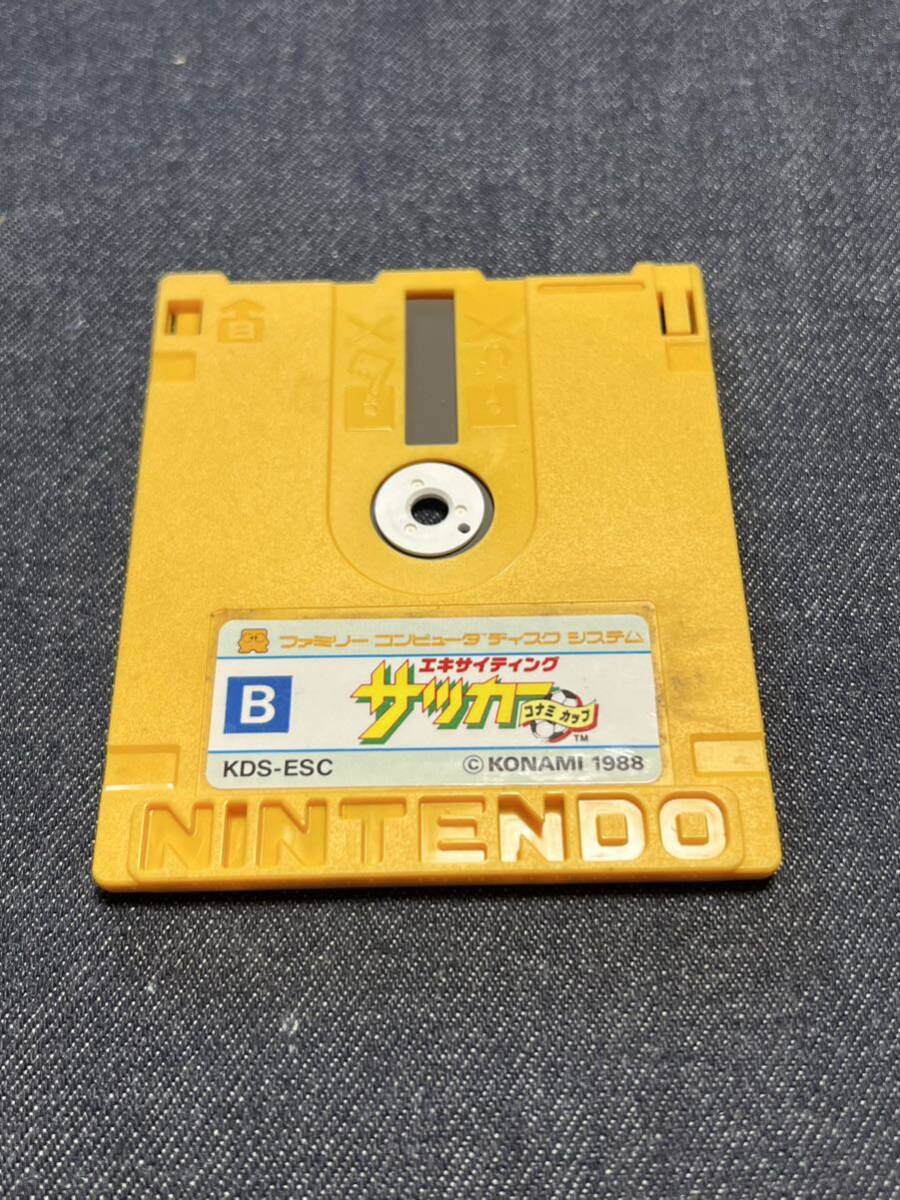 B
ファミリー コンピュータ™ディスク システム
B
エキサイティング
サッカー
コナミ カップ
TM
KDS-ESC
© KONAMI 1988
NINTENDO